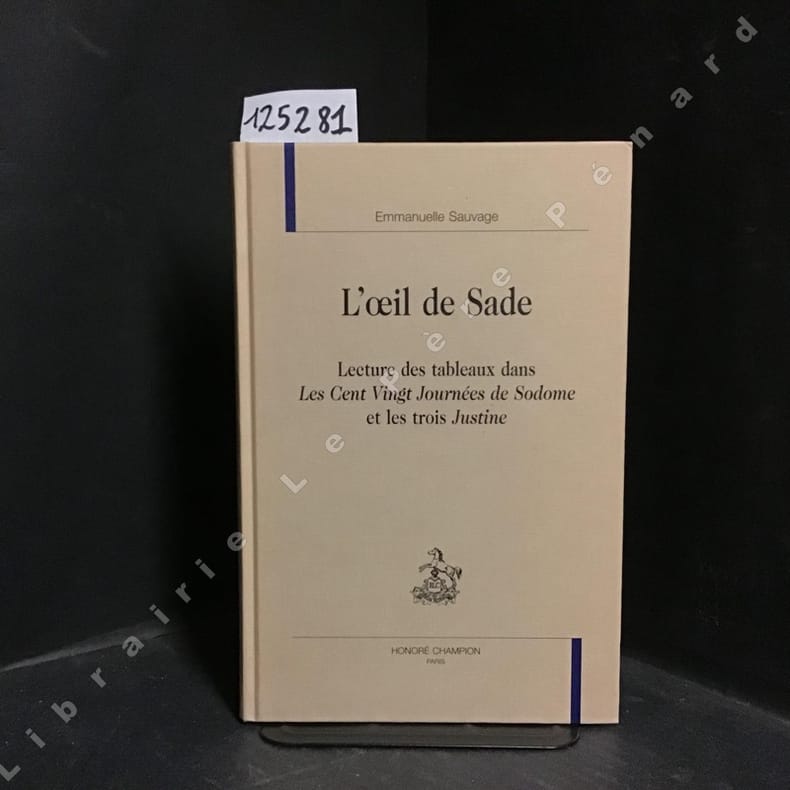 125281
Emmanuelle Sauvage
L'œil de Sade
Lecture des tableaux dans
Les Cent Vingt Journées de Sodome
et les trois Justine
HONORÉ CHAMPION
PARIS
Librairie Le Père Pénard